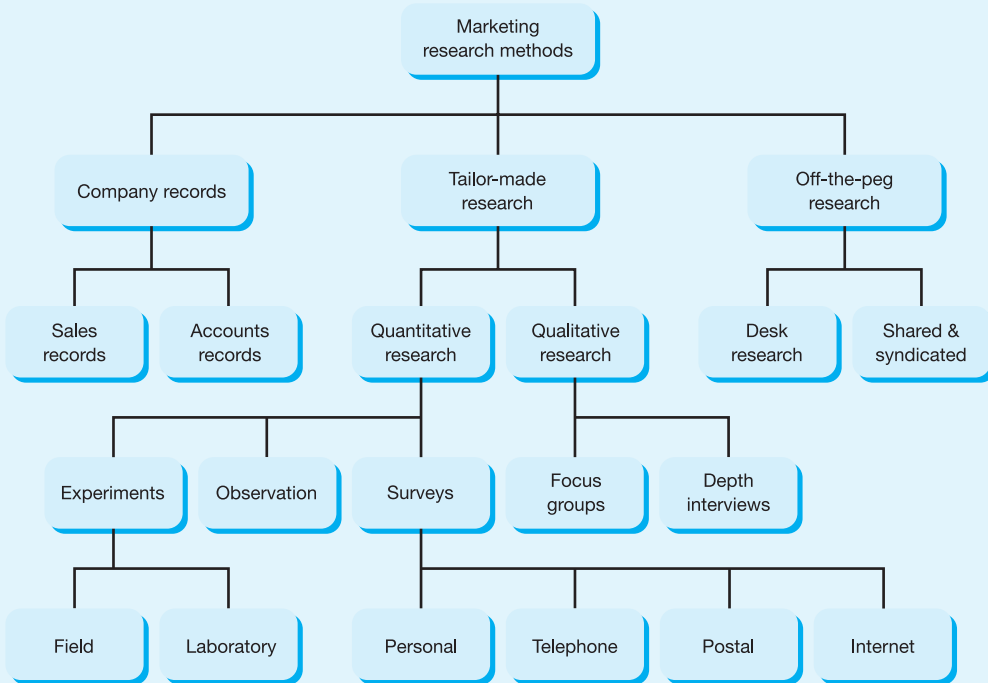 Marketing
research methods
Company records
Tailor-made
research
Off-the-peg
research
Sales
records
Accounts
records
Quantitative
research
Qualitative
research
Desk
research
Shared &
syndicated
Experiments
Observation
Surveys
Focus
groups
Depth
interviews
Field
Laboratory
Personal
Telephone
Postal
Internet